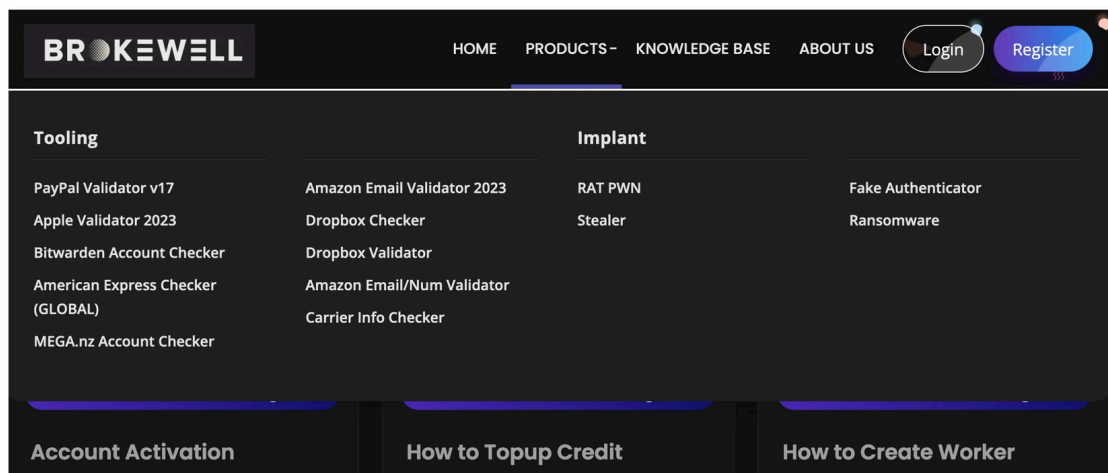 BROKEWELL
HOME PRODUCTS- KNOWLEDGE BASE ABOUT US Login Register
Tooling
PayPal Validator v17
Apple Validator 2023
Bitwarden Account Checker
American Express Checker
(GLOBAL)
MEGA.nz Account Checker
Amazon Email Validator 2023
Dropbox Checker
Dropbox Validator
Amazon Email/Num Validator
Carrier Info Checker
Implant
RAT PWN
Stealer
Fake Authenticator
Ransomware
Account Activation
How to Topup Credit
How to Create Worker